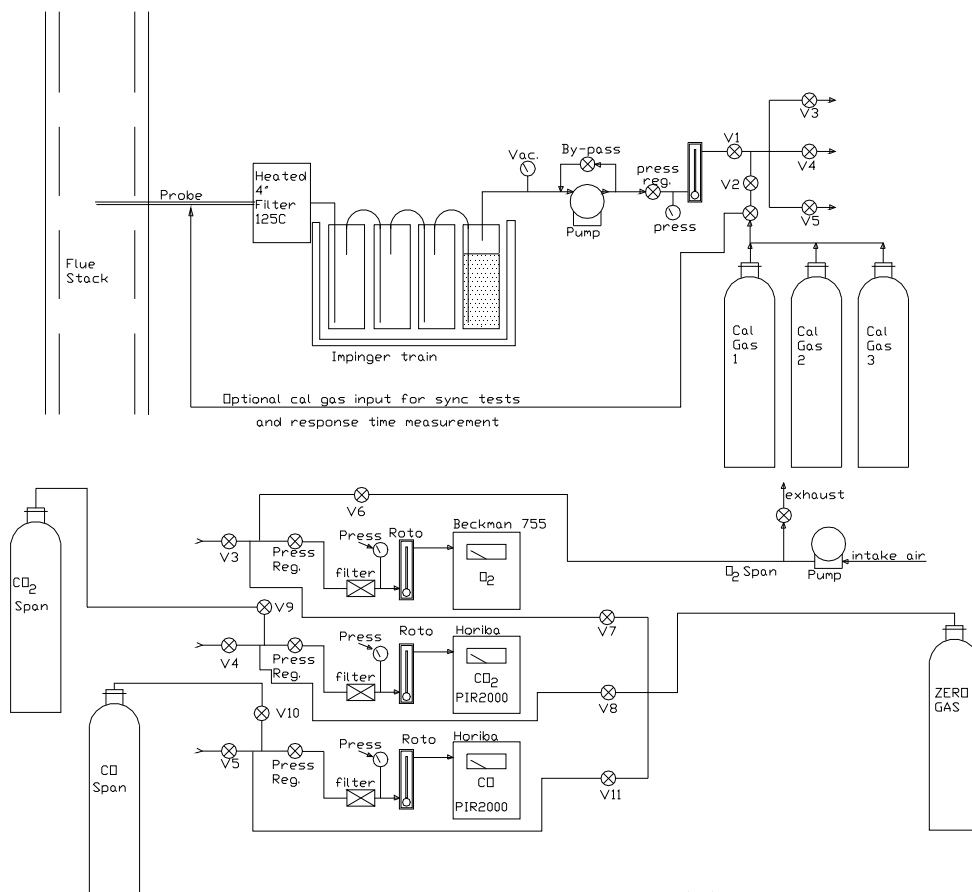 Probe
Heated
4"
Filter
125C
Flue
Stack
Impinger train
Vac.
By-pass
Pump
press
reg.
press
V1
V2
V3
V4
V5
Cal
Gas
1
Cal
Gas
2
Cal
Gas
3
Optional cal gas input for sync tests
and response time measurement
exhaust
intake air
Pump
O2 Span
V6
V3
Press
Reg.
filter
Press
Roto
Beckman 755
O2
CO2
Span
V9
V7
V4
Press
Reg.
filter
Press
Roto
Horiba
CO2
PIR2000
V8
V10
V5
Press
Reg.
filter
Press
Roto
Horiba
CO
PIR2000
V11
CO
Span
ZERO
GAS